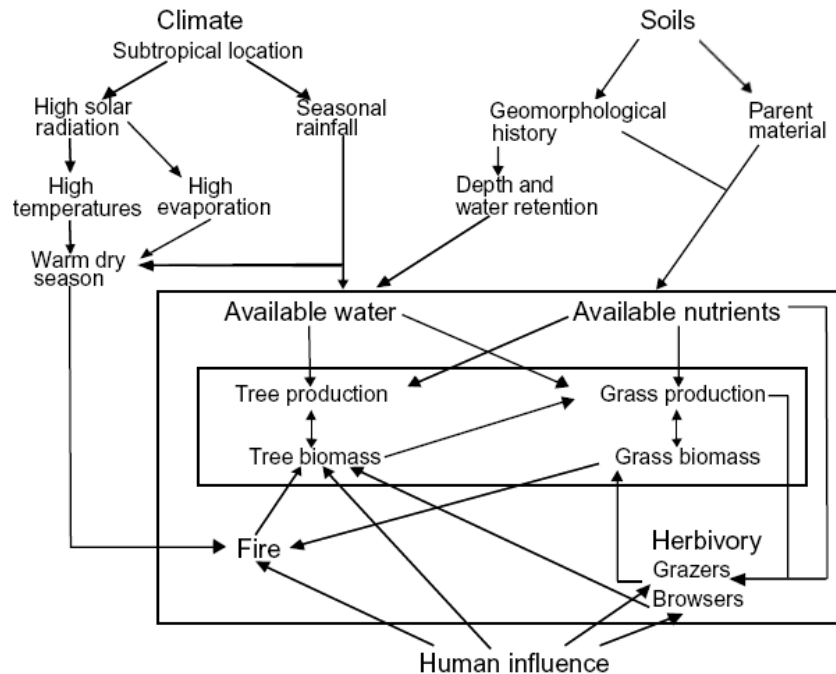 Climate
Subtropical location
Soils
High solar
radiation
Seasonal
rainfall
Geomorphological
history
Parent
material
High
temperatures
High
evaporation
Depth and
water retention
Warm dry
season
Available water
Available nutrients
Tree production
Grass production
Tree biomass
Grass biomass
Fire
Herbivory
Grazers
Browsers
Human influence